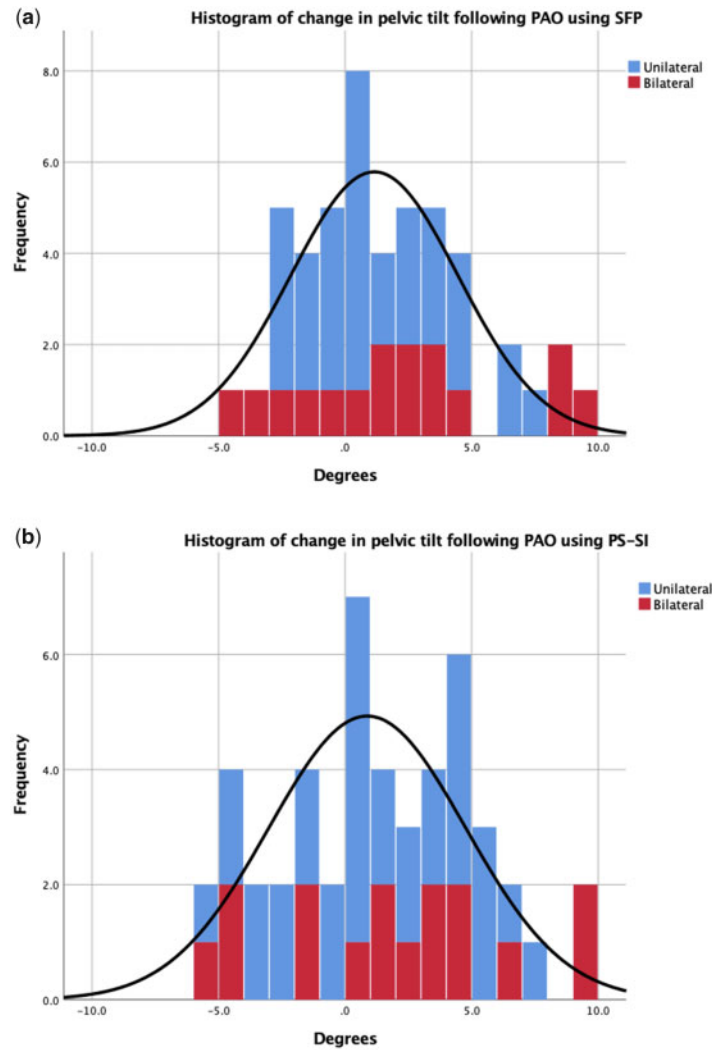 (a)
Histogram of change in pelvic tilt following PAO using SFP
Unilateral
Bilateral
8.0
6.0
4.0
2.0
0.0
Frequency
-10.0 -5.0 .0 5.0 10.0
Degrees
(b)
Histogram of change in pelvic tilt following PAO using PS-SI
Unilateral
Bilateral
6.0
4.0
2.0
0.0
Frequency
-10.0 -5.0 .0 5.0 10.0
Degrees